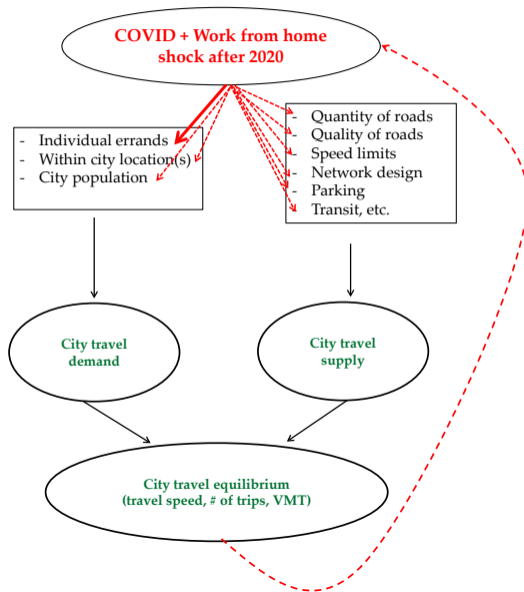 COVID + Work from home
shock after 2020
- Individual errands
- Within city location(s)
- City population
- Quantity of roads
- Quality of roads
- Speed limits
- Network design
- Parking
- Transit, etc.
City travel
demand
City travel
supply
City travel equilibrium
(travel speed, # of trips, VMT)